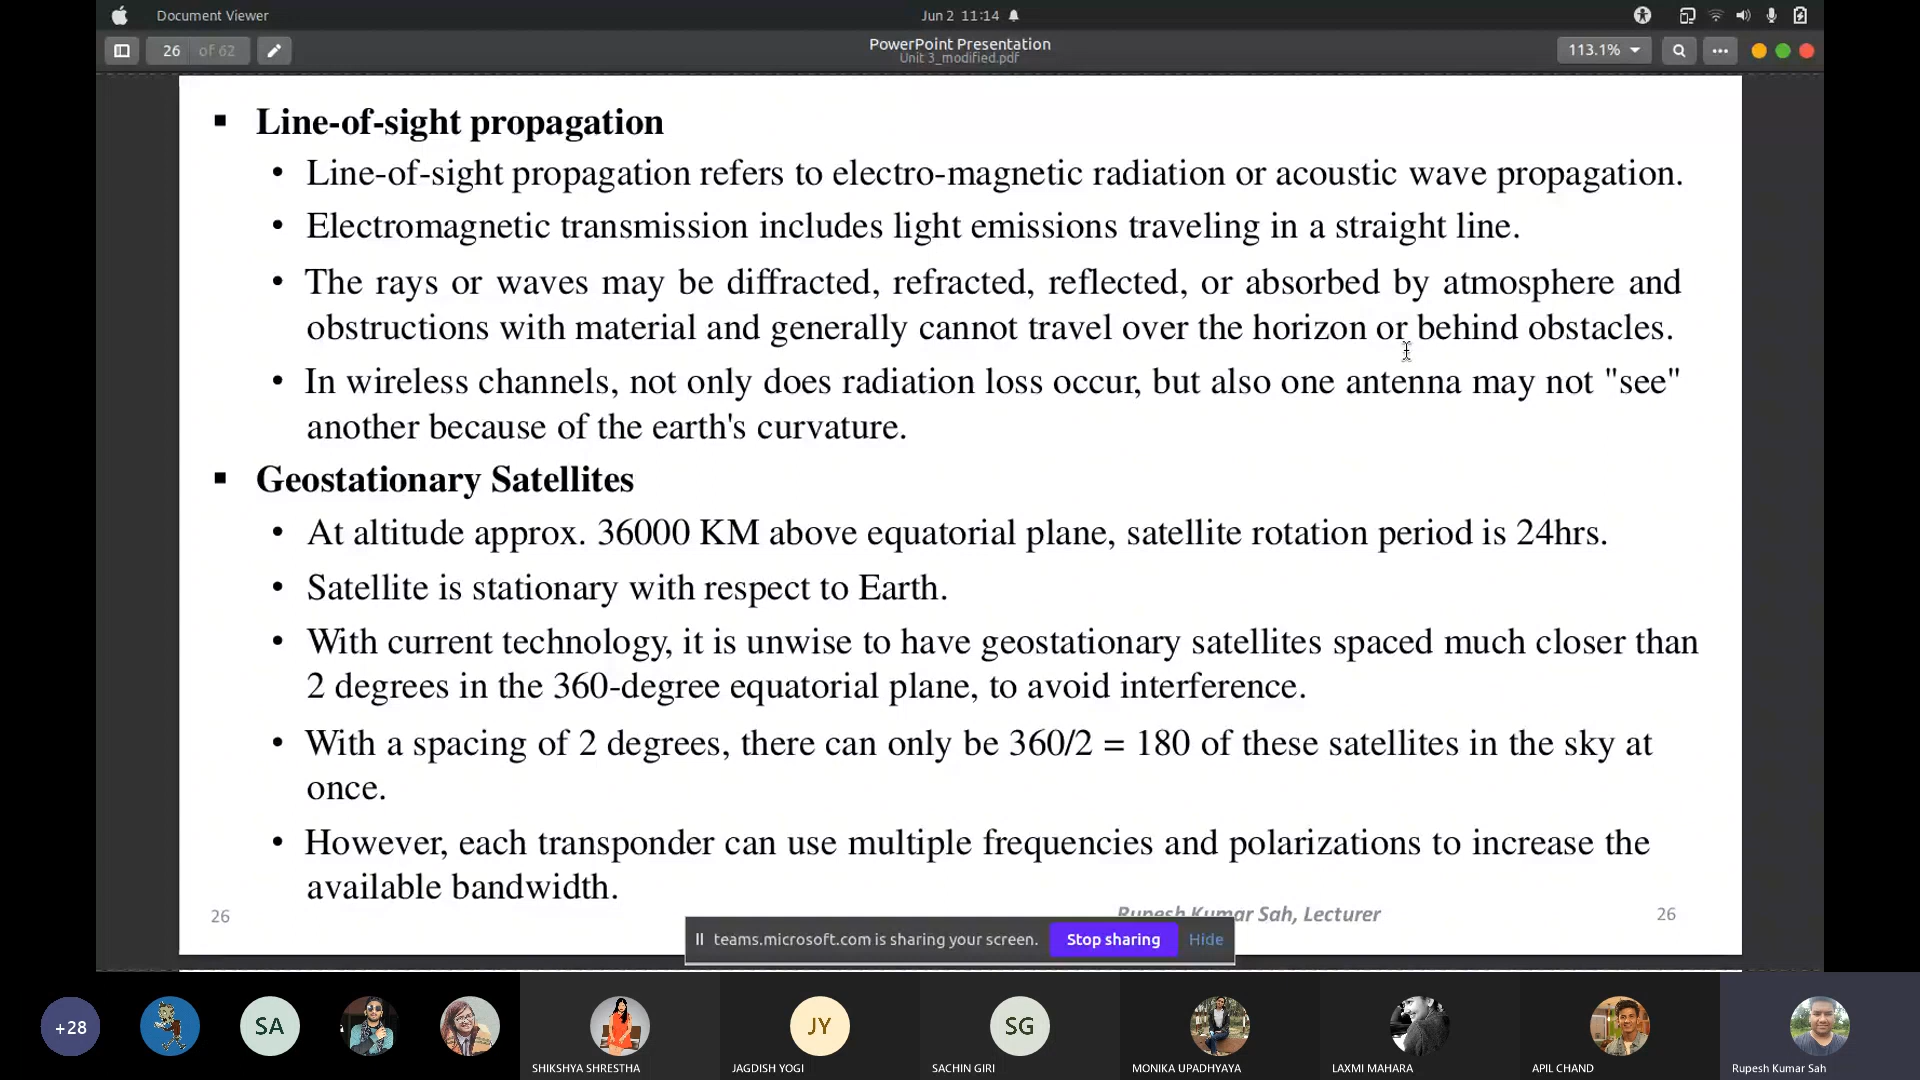 Document Viewer
Jun 2 11:14
26 of 62
PowerPoint Presentation
Unit 3_modified.pdf
113.1%
▪ Line-of-sight propagation
• Line-of-sight propagation refers to electro-magnetic radiation or acoustic wave propagation.
• Electromagnetic transmission includes light emissions traveling in a straight line.
• The rays or waves may be diffracted, refracted, reflected, or absorbed by atmosphere and
obstructions with material and generally cannot travel over the horizon or behind obstacles.
• In wireless channels, not only does radiation loss occur, but also one antenna may not "see"
another because of the earth's curvature.
▪ Geostationary Satellites
• At altitude approx. 36000 KM above equatorial plane, satellite rotation period is 24hrs.
• Satellite is stationary with respect to Earth.
• With current technology, it is unwise to have geostationary satellites spaced much closer than
2 degrees in the 360-degree equatorial plane, to avoid interference.
• With a spacing of 2 degrees, there can only be 360/2 = 180 of these satellites in the sky at
once.
• However, each transponder can use multiple frequencies and polarizations to increase the
available bandwidth.
26
Rupesh Kumar Sah, Lecturer
26
teams.microsoft.com is sharing your screen.
Stop sharing
Hide
+28
SA
JY
SG
SHIKSHYA SHRESTHA
JAGDISH YOGI
SACHIN GIRI
MONIKA UPADHYAYA
LAXMI MAHARA
APIL CHAND
Rupesh Kumar Sah